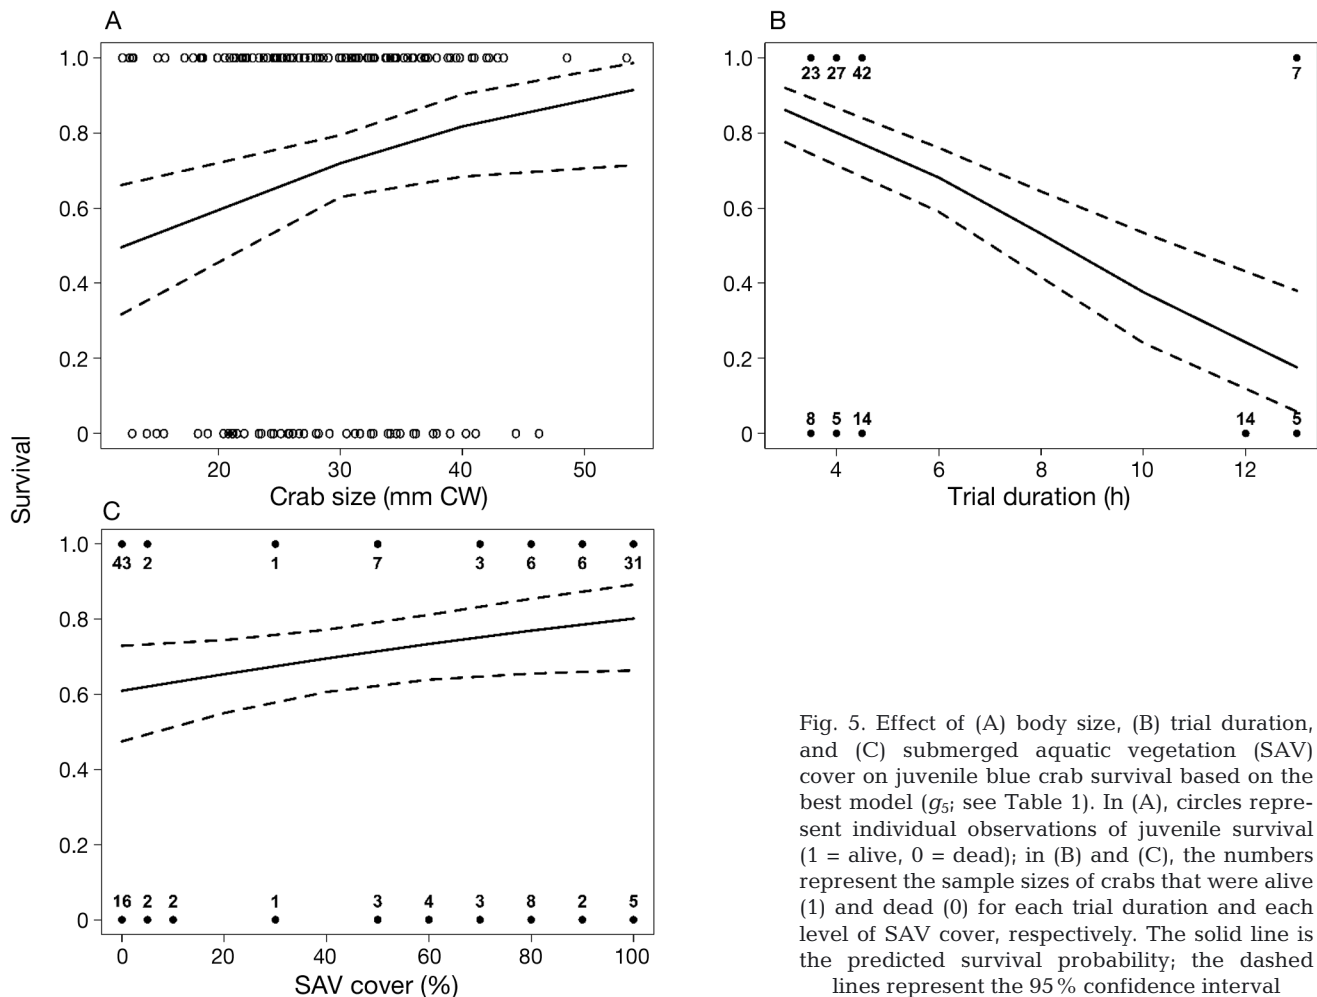 A
1.0
0.8
0.6
0.4
0.2
0
20 30 40 50
Crab size (mm CW)
B
1.0
0.8
0.6
0.4
0.2
0
23 27 42 7
8 5 14 14 5
4 6 8 10 12
Trial duration (h)
Survival
C
1.0
0.8
0.6
0.4
0.2
0
43 2 1 7 3 6 6 31
16 2 2 1 3 4 3 8 2 5
0 20 40 60 80 100
SAV cover (%)
Fig. 5. Effect of (A) body size, (B) trial duration,
and (C) submerged aquatic vegetation (SAV)
cover on juvenile blue crab survival based on the
best model (g5; see Table 1). In (A), circles repre-
sent individual observations of juvenile survival
(1 = alive, 0 = dead); in (B) and (C), the numbers
represent the sample sizes of crabs that were alive
(1) and dead (0) for each trial duration and each
level of SAV cover, respectively. The solid line is
the predicted survival probability; the dashed
lines represent the 95% confidence interval